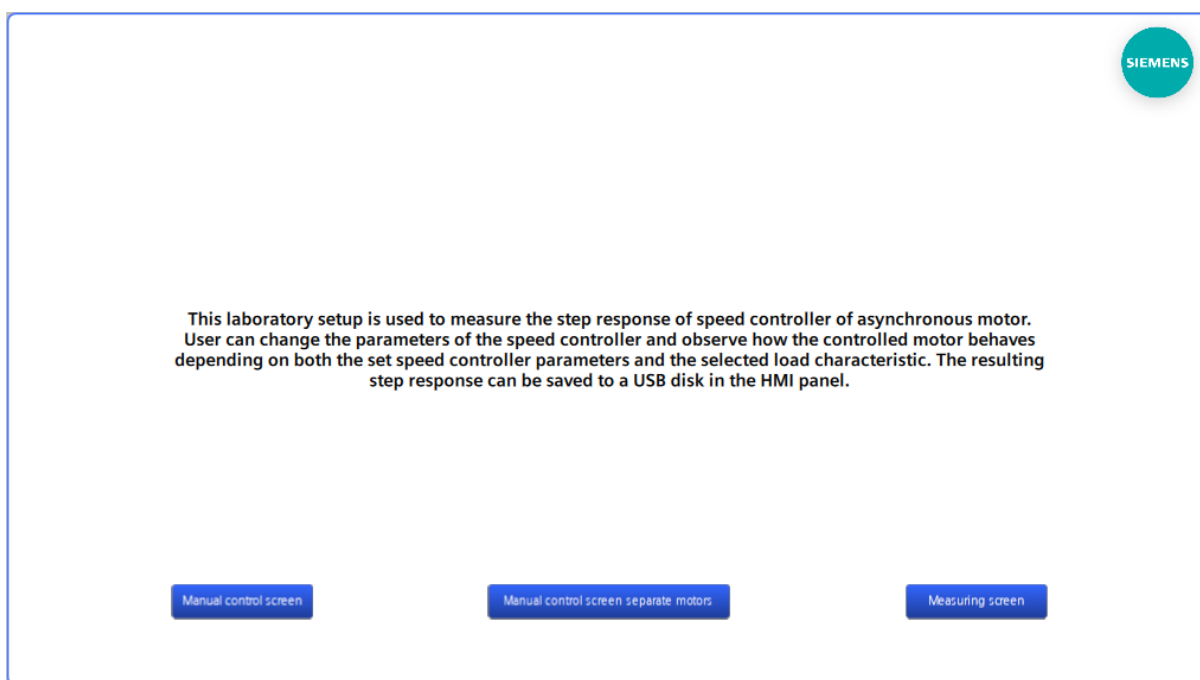 SIEMENS
This laboratory setup is used to measure the step response of speed controller of asynchronous motor.
User can change the parameters of the speed controller and observe how the controlled motor behaves
depending on both the set speed controller parameters and the selected load characteristic. The resulting
step response can be saved to a USB disk in the HMI panel.
Manual control screen
Manual control screen separate motors
Measuring screen